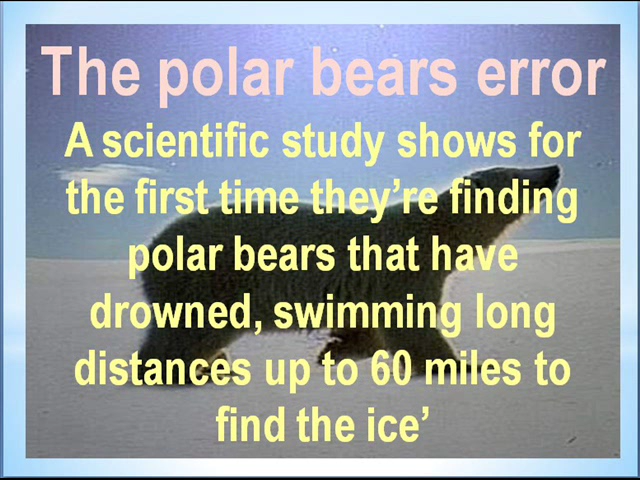 The polar bears error
A scientific study shows for
the first time they’re finding
polar bears that have
drowned, swimming long
distances up to 60 miles to
find the ice’